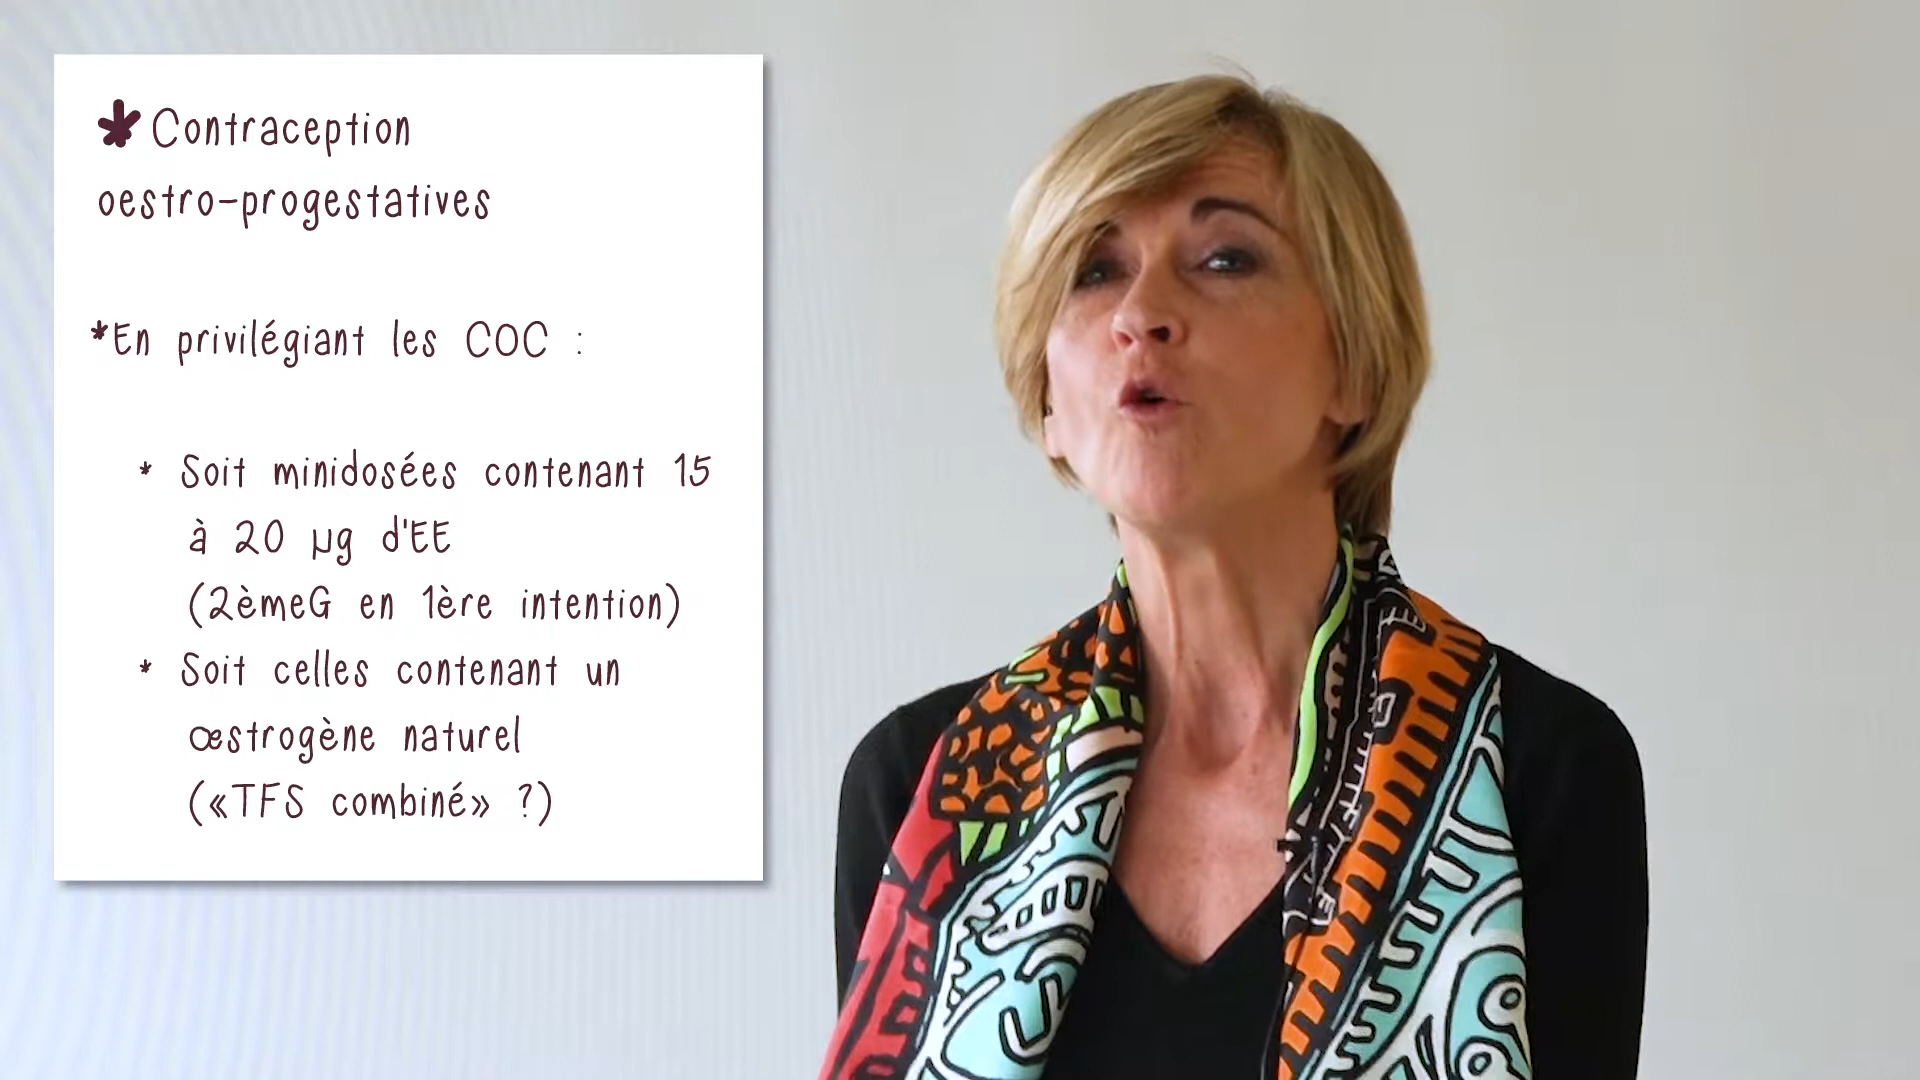 * Contraception
oestro-progestatives
*En privilégiant les COC :
* Soit minidosées contenant 15
à 20 µg d'EE
(2èmeG en 1ère intention)
* Soit celles contenant un
œstrogène naturel
(«TFS combiné» ?)